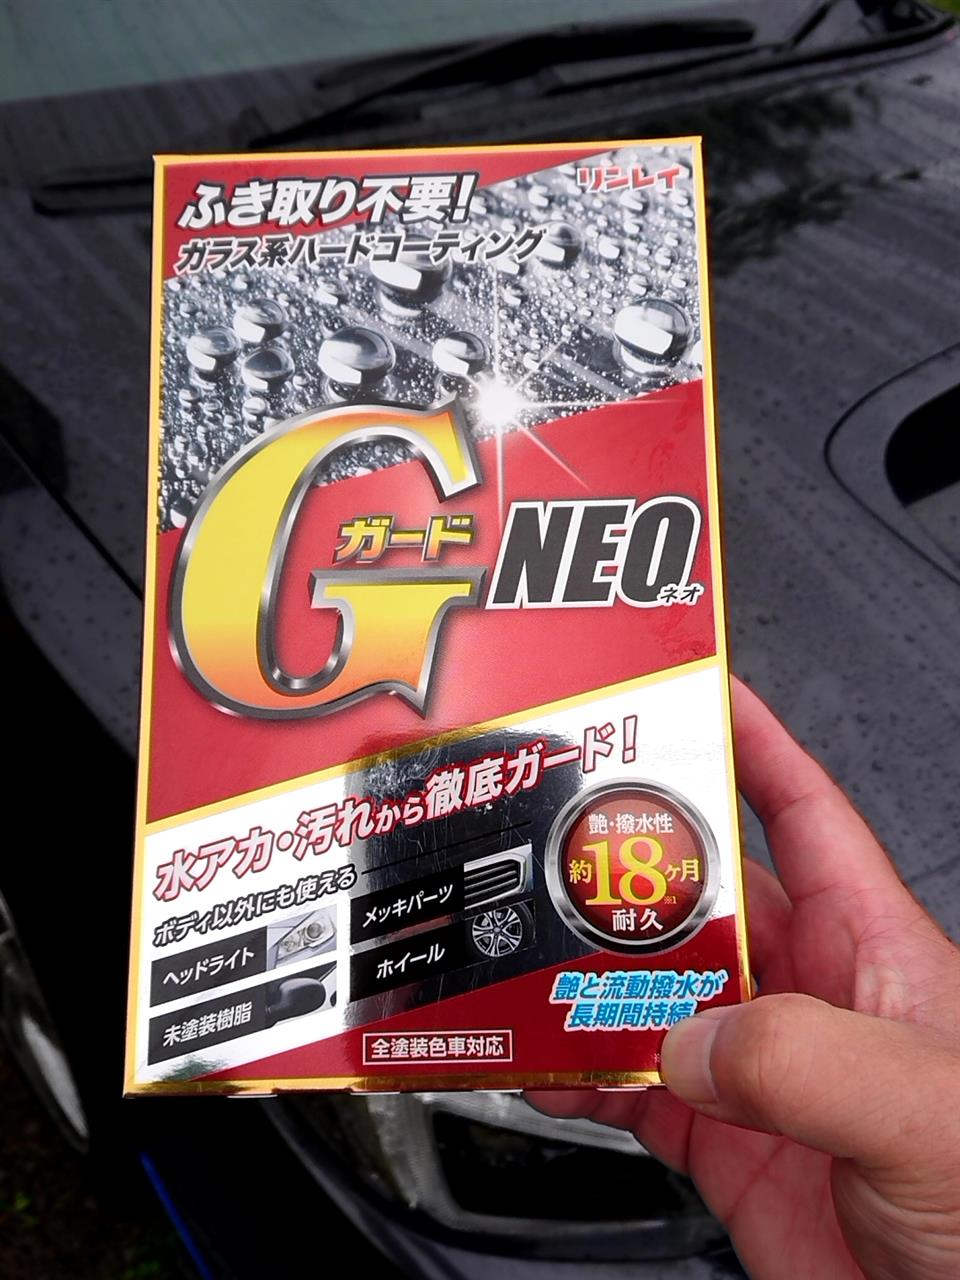 リンレイ
ふき取り不要!
ガラス系ハードコーティング
G ガード NEO
ネオ
水アカ・汚れから徹底ガード!
ボディ以外にも使える
ヘッドライト
メッキパーツ
未塗装樹脂
ホイール
艶・撥水性
約18ヶ月
※1
耐久
艶と流動撥水が
長期間持続
全塗装色車対応